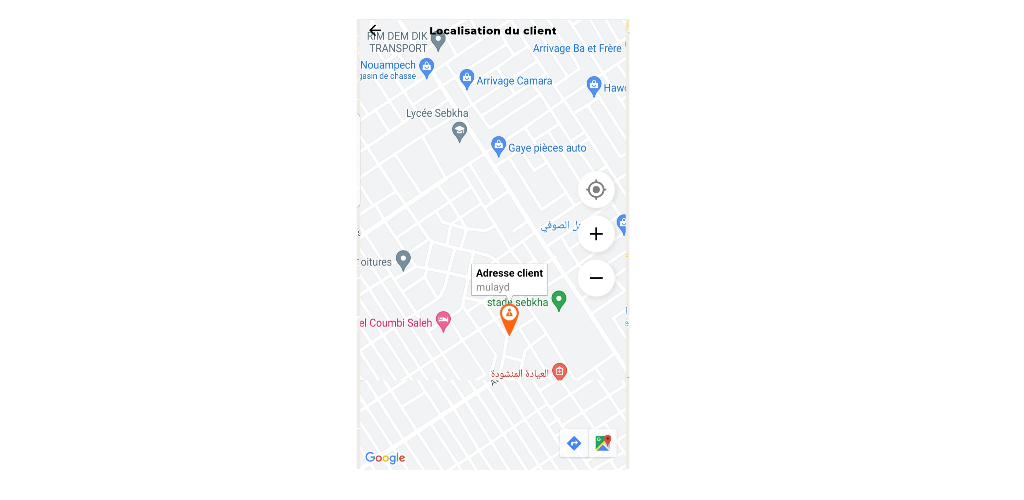 Localisation du client
RIM DEM DIK
TRANSPORT
Arrivage Ba et Frère
Nouampech
gasin de chasse
Arrivage Camara
Lycée Sebkha
Gaye pièces auto
الصوفي
oitures
Adresse client
mulayd
stade sebkha
el Coumbi Saleh
العيادة المنشودة
Google